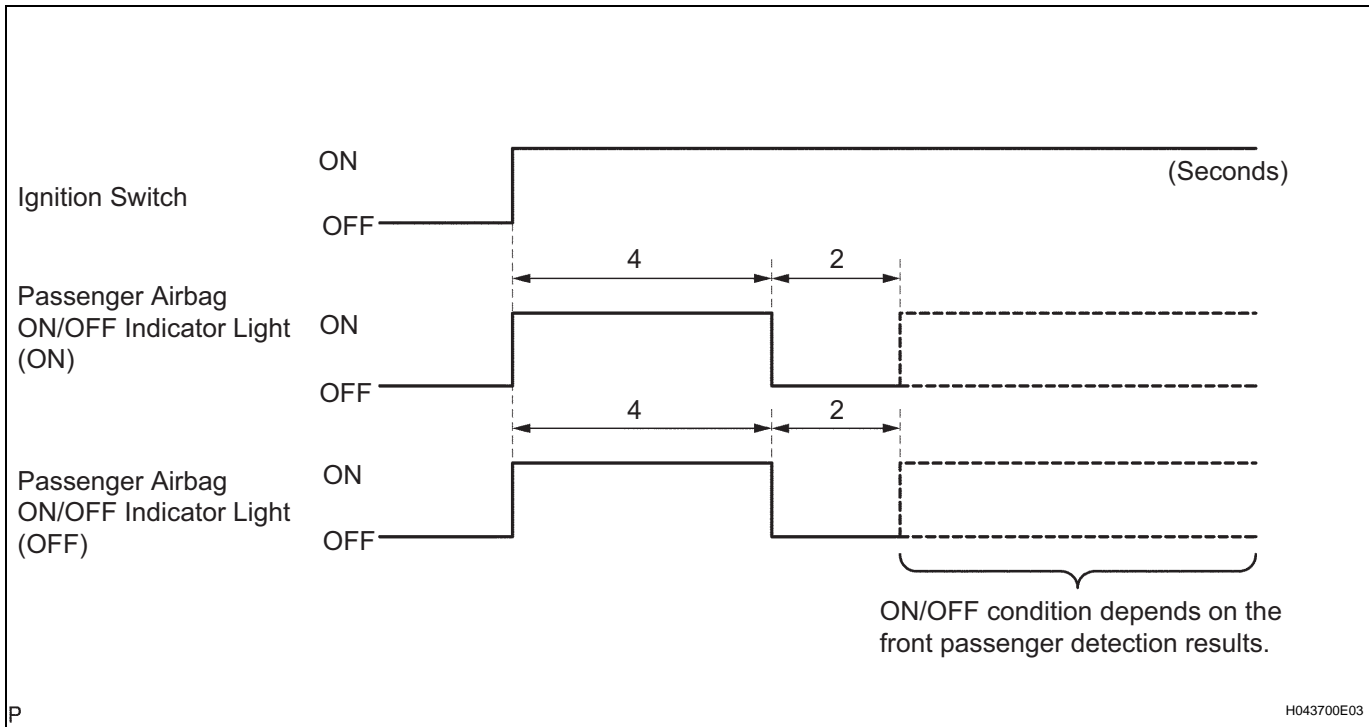 ON
(Seconds)
Ignition Switch
OFF
4
2
Passenger Airbag
ON/OFF Indicator Light
(ON)
ON
OFF
4
2
Passenger Airbag
ON/OFF Indicator Light
(OFF)
ON
OFF
ON/OFF condition depends on the
front passenger detection results.
P
H043700E03